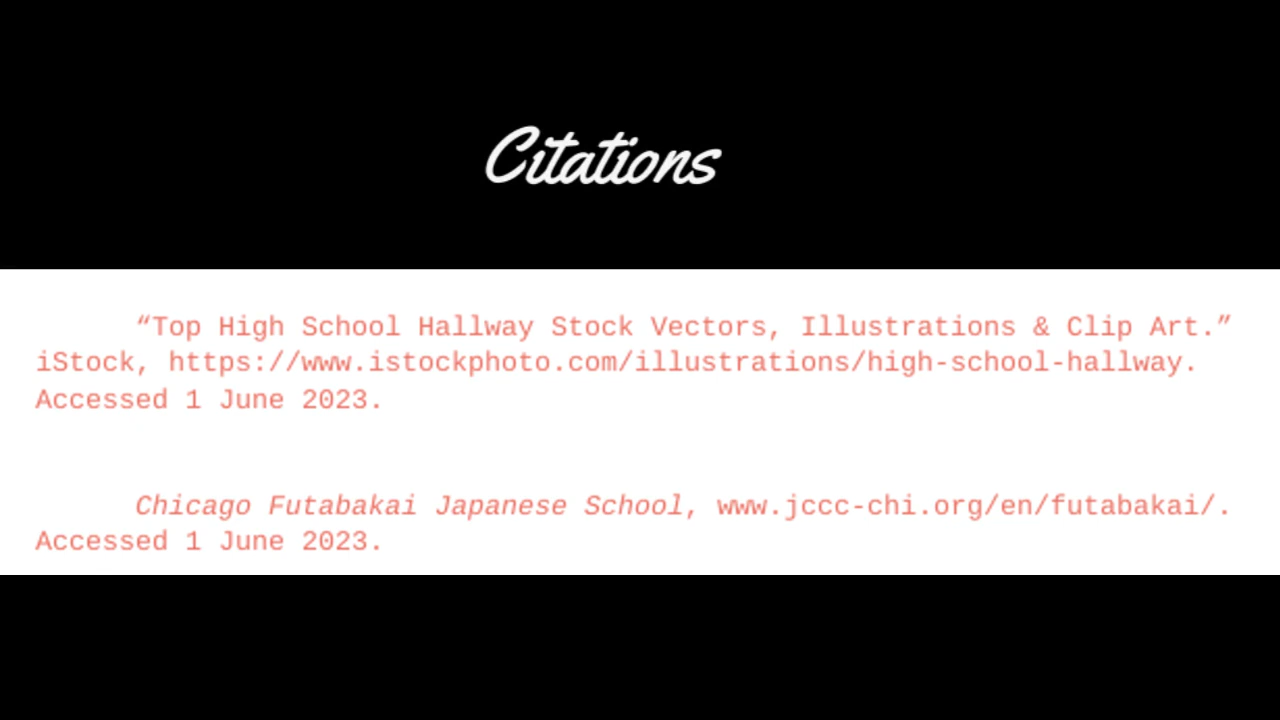 Citations
“Top High School Hallway Stock Vectors, Illustrations & Clip Art.”
iStock, https://www.istockphoto.com/illustrations/high-school-hallway.
Accessed 1 June 2023.
Chicago Futabakai Japanese School, www.jccc-chi.org/en/futabakai/.
Accessed 1 June 2023.